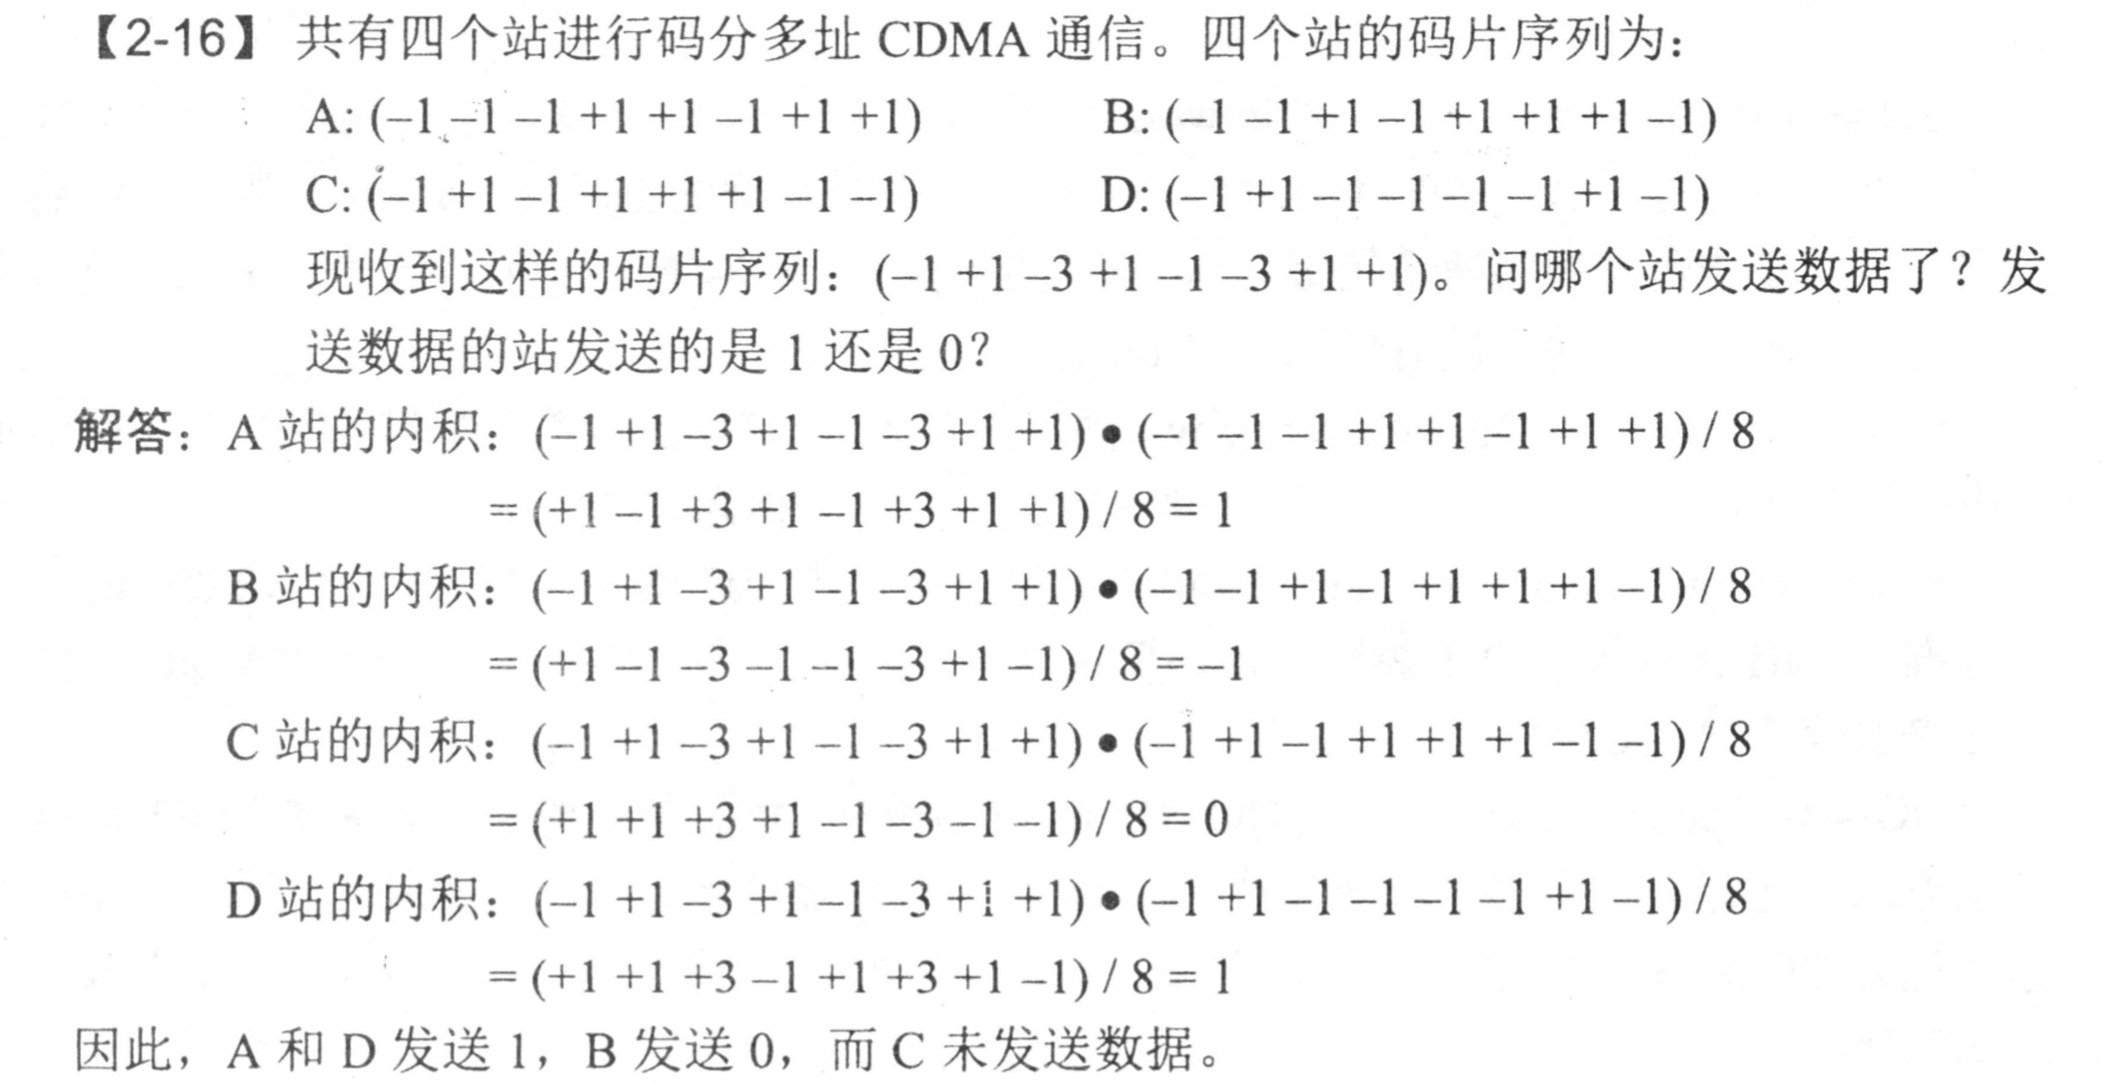 【2-16】 共有四个站进行码分多址 CDMA 通信。四个站的码片序列为：
A: (–1 –1 –1 +1 +1 –1 +1 +1) B: (–1 –1 +1 –1 +1 +1 +1 –1)
C: (–1 +1 –1 +1 +1 +1 –1 –1) D: (–1 +1 –1 –1 –1 –1 +1 –1)
现收到这样的码片序列：(–1 +1 –3 +1 –1 –3 +1 +1)。问哪个站发送数据了？发
送数据的站发送的是 1 还是 0？
解答：A 站的内积：(–1 +1 –3 +1 –1 –3 +1 +1) • (–1 –1 –1 +1 +1 –1 +1 +1) / 8
= (+1 –1 +3 +1 –1 +3 +1 +1) / 8 = 1
B 站的内积：(–1 +1 –3 +1 –1 –3 +1 +1) • (–1 –1 +1 –1 +1 +1 +1 –1) / 8
= (+1 –1 –3 –1 –1 –3 +1 –1) / 8 = –1
C 站的内积：(–1 +1 –3 +1 –1 –3 +1 +1) • (–1 +1 –1 +1 +1 +1 –1 –1) / 8
= (+1 +1 +3 +1 –1 –3 –1 –1) / 8 = 0
D 站的内积：(–1 +1 –3 +1 –1 –3 +1 +1) • (–1 +1 –1 –1 –1 –1 +1 –1) / 8
= (+1 +1 +3 –1 +1 +3 +1 –1) / 8 = 1
因此，A 和 D 发送 1，B 发送 0，而 C 未发送数据。